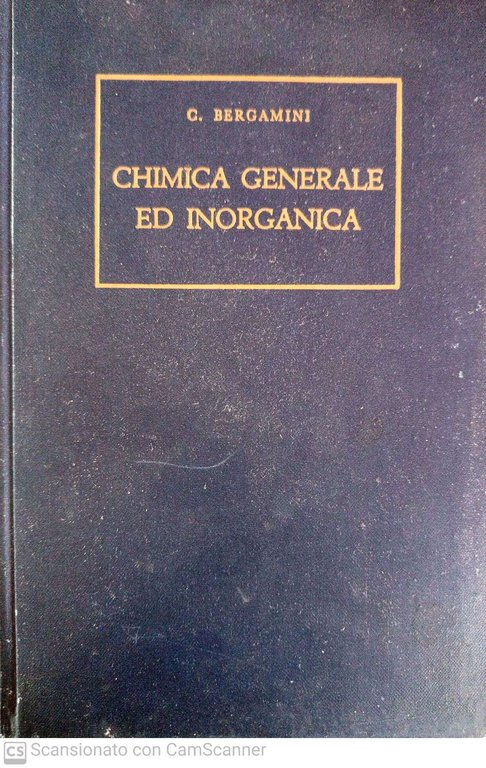 C. BERGAMINI
CHIMICA GENERALE
ED INORGANICA
CS Scansionato con CamScanner